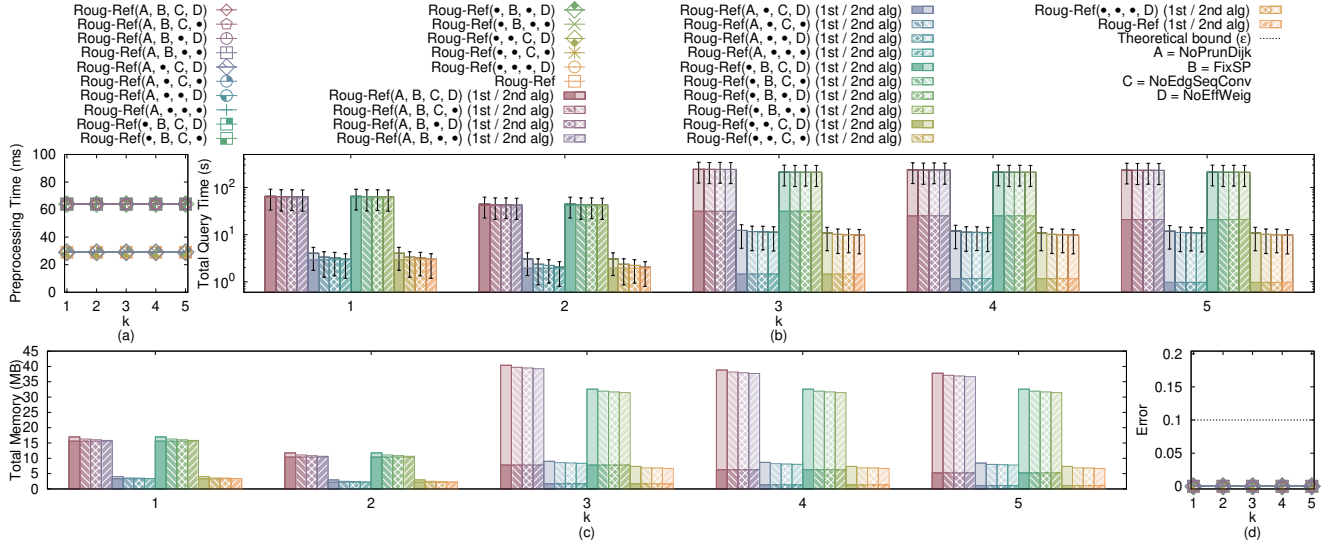 Roug-Ref(A, B, C, D)
Roug-Ref(A, B, C, •)
Roug-Ref(A, B, •, D)
Roug-Ref(A, B, •, •)
Roug-Ref(A, •, C, D)
Roug-Ref(A, •, C, •)
Roug-Ref(A, •, •, D)
Roug-Ref(A, •, •, •)
Roug-Ref(•, B, C, D)
Roug-Ref(•, B, C, •)
Roug-Ref(•, B, •, D)
Roug-Ref(•, B, •, •)
Roug-Ref(•, •, C, D)
Roug-Ref(•, •, C, •)
Roug-Ref(•, •, •, D)
Roug-Ref
Roug-Ref(A, B, C, D) (1st / 2nd alg)
Roug-Ref(A, B, C, •) (1st / 2nd alg)
Roug-Ref(A, B, •, D) (1st / 2nd alg)
Roug-Ref(A, B, •, •) (1st / 2nd alg)
Roug-Ref(A, •, C, D) (1st / 2nd alg)
Roug-Ref(A, •, C, •) (1st / 2nd alg)
Roug-Ref(A, •, •, D) (1st / 2nd alg)
Roug-Ref(A, •, •, •) (1st / 2nd alg)
Roug-Ref(•, B, C, D) (1st / 2nd alg)
Roug-Ref(•, B, C, •) (1st / 2nd alg)
Roug-Ref(•, B, •, D) (1st / 2nd alg)
Roug-Ref(•, B, •, •) (1st / 2nd alg)
Roug-Ref(•, •, C, D) (1st / 2nd alg)
Roug-Ref(•, •, C, •) (1st / 2nd alg)
Roug-Ref(•, •, •, D) (1st / 2nd alg)
Roug-Ref (1st / 2nd alg)
Theoretical bound (ε)
A = NoPrunDijk
B = FixSP
C = NoEdgSeqConv
D = NoEffWeig
Preprocessing Time (ms)
100
80
60
40
20
0
1 2 3 4 5
k
(a)
Total Query Time (s)
10²
10¹
10⁰
1 2 3 4 5
k
(b)
Total Memory (MB)
45
40
35
30
25
20
15
10
5
0
1 2 3 4 5
k
(c)
Error
0.2
0.15
0.1
0.05
0
1 2 3 4 5
k
(d)